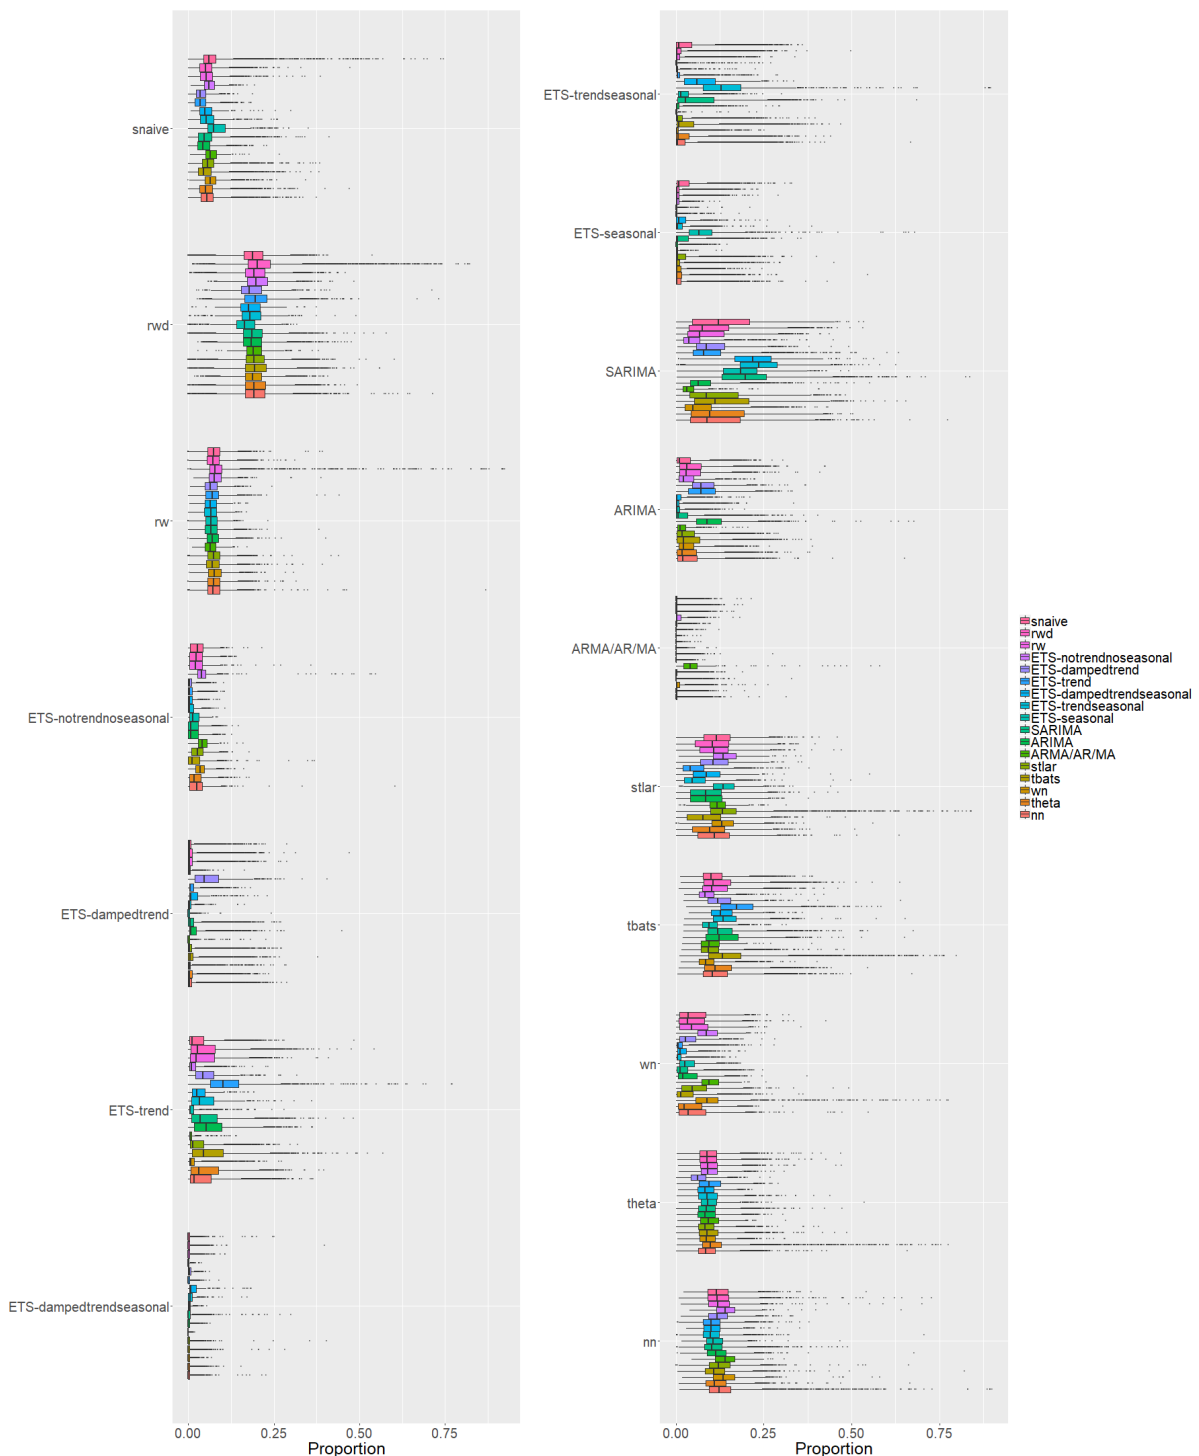 snaive
rwd
rw
ETS-notrendnoseasonal
ETS-dampedtrend
ETS-trend
ETS-dampedtrendseasonal
0.00 0.25 0.50 0.75
Proportion
ETS-trendseasonal
ETS-seasonal
SARIMA
ARIMA
ARMA/AR/MA
stlar
tbats
wn
theta
nn
0.00 0.25 0.50 0.75
Proportion
snaive
rwd
rw
ETS-notrendnoseasonal
ETS-dampedtrend
ETS-trend
ETS-dampedtrendseasonal
ETS-trendseasonal
ETS-seasonal
SARIMA
ARIMA
ARMA/AR/MA
stlar
tbats
wn
theta
nn